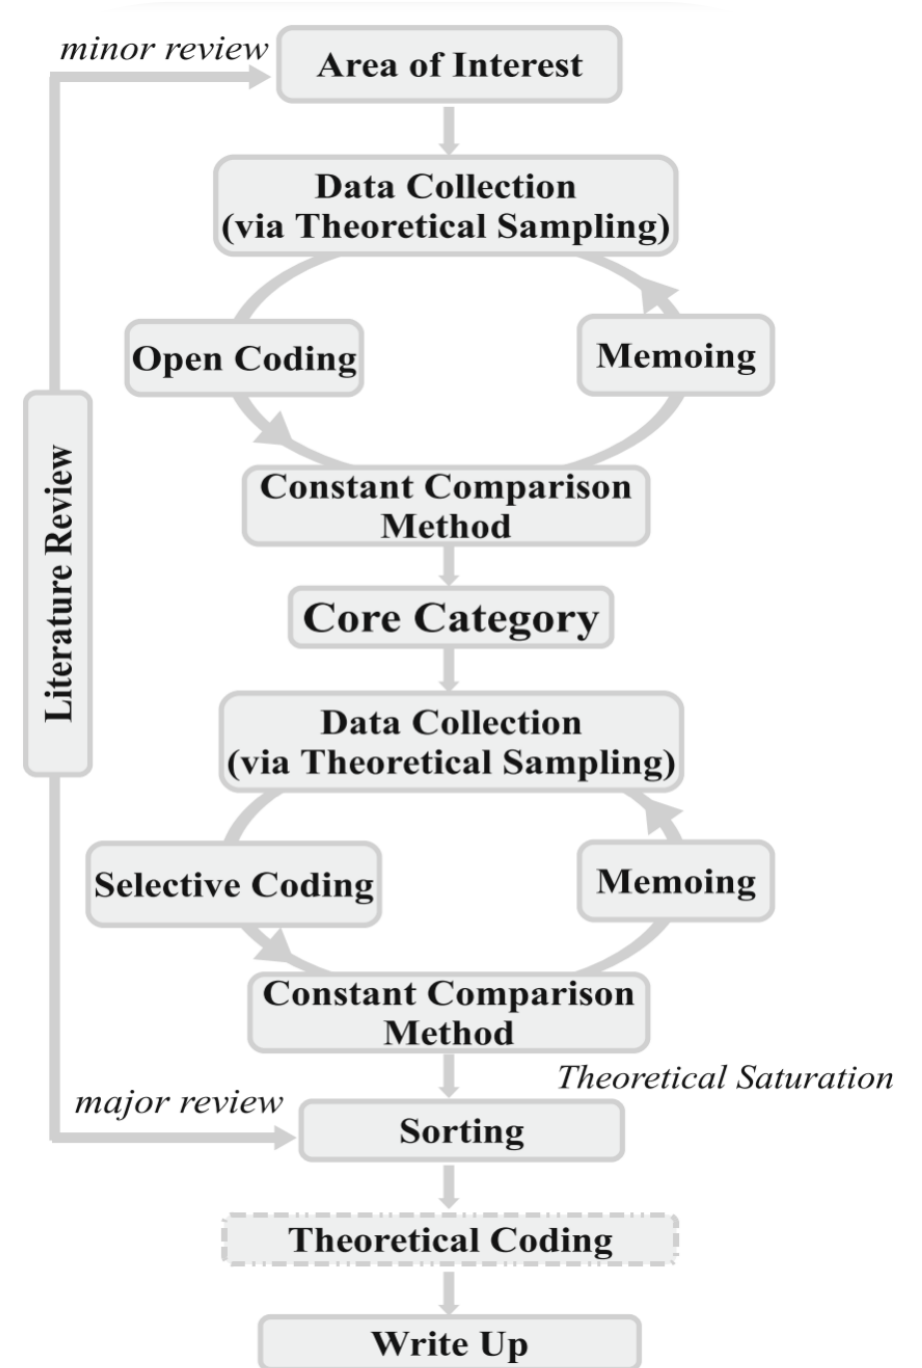 minor review
Area of Interest
Data Collection
(via Theoretical Sampling)
Open Coding
Memoing
Constant Comparison
Method
Literature Review
Core Category
Data Collection
(via Theoretical Sampling)
Selective Coding
Memoing
Constant Comparison
Method
Theoretical Saturation
major review
Sorting
Theoretical Coding
Write Up